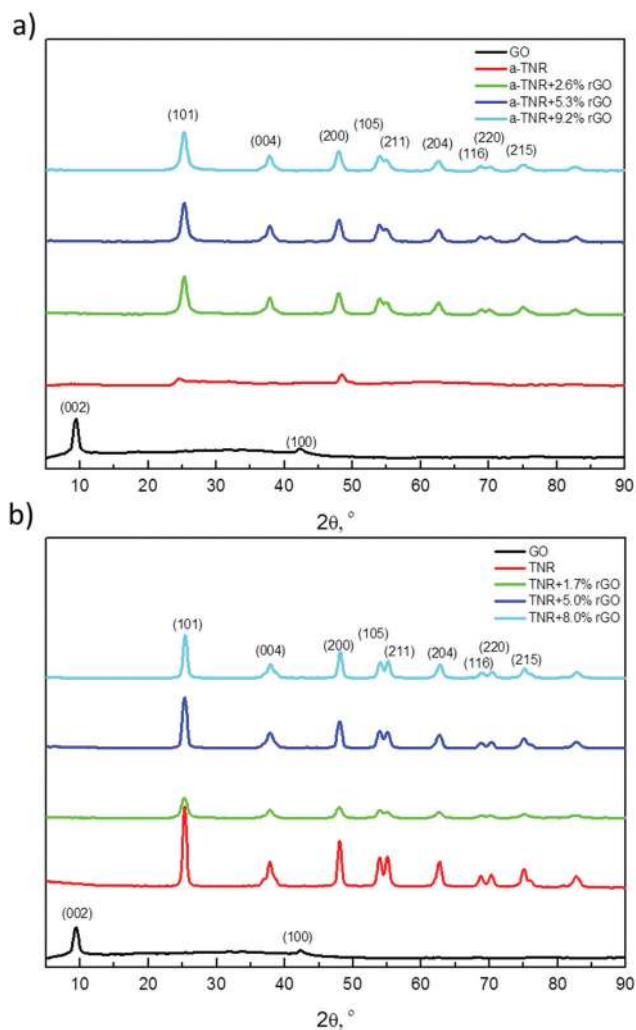 a)
GO
a-TNR
a-TNR+2.6% rGO
a-TNR+5.3% rGO
a-TNR+9.2% rGO
(101)
(004)
(200)
(105)
(211)
(204)
(116)
(220)
(215)
(002)
(100)
10 20 30 40 50 60 70 80 90
2θ, °
b)
GO
TNR
TNR+1.7% rGO
TNR+5.0% rGO
TNR+8.0% rGO
(101)
(004)
(200)
(105)
(211)
(204)
(116)
(220)
(215)
(002)
(100)
10 20 30 40 50 60 70 80 90
2θ, °